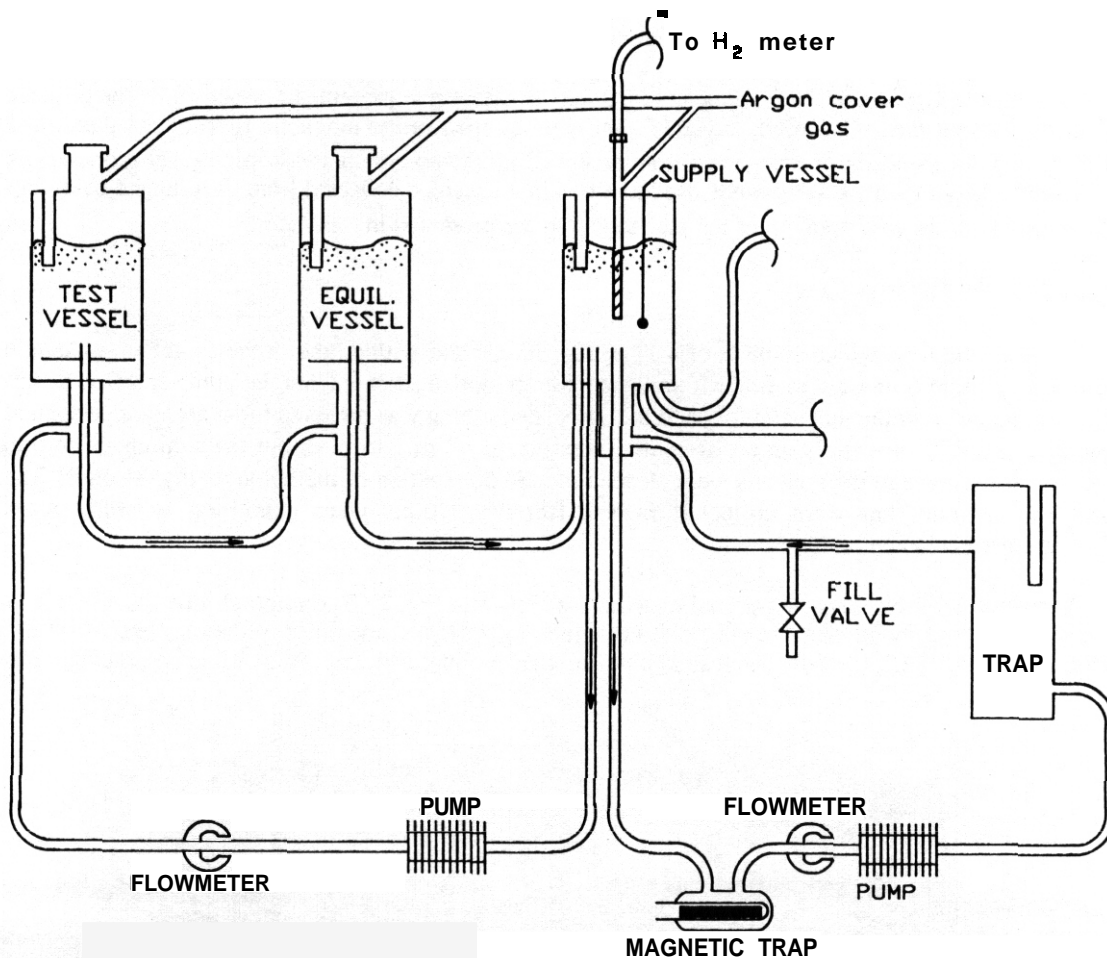 To H₂ meter
Argon cover
gas
SUPPLY VESSEL
TEST
VESSEL
EQUIL.
VESSEL
FILL
VALVE
TRAP
PUMP
FLOWMETER
FLOWMETER
PUMP
MAGNETIC TRAP